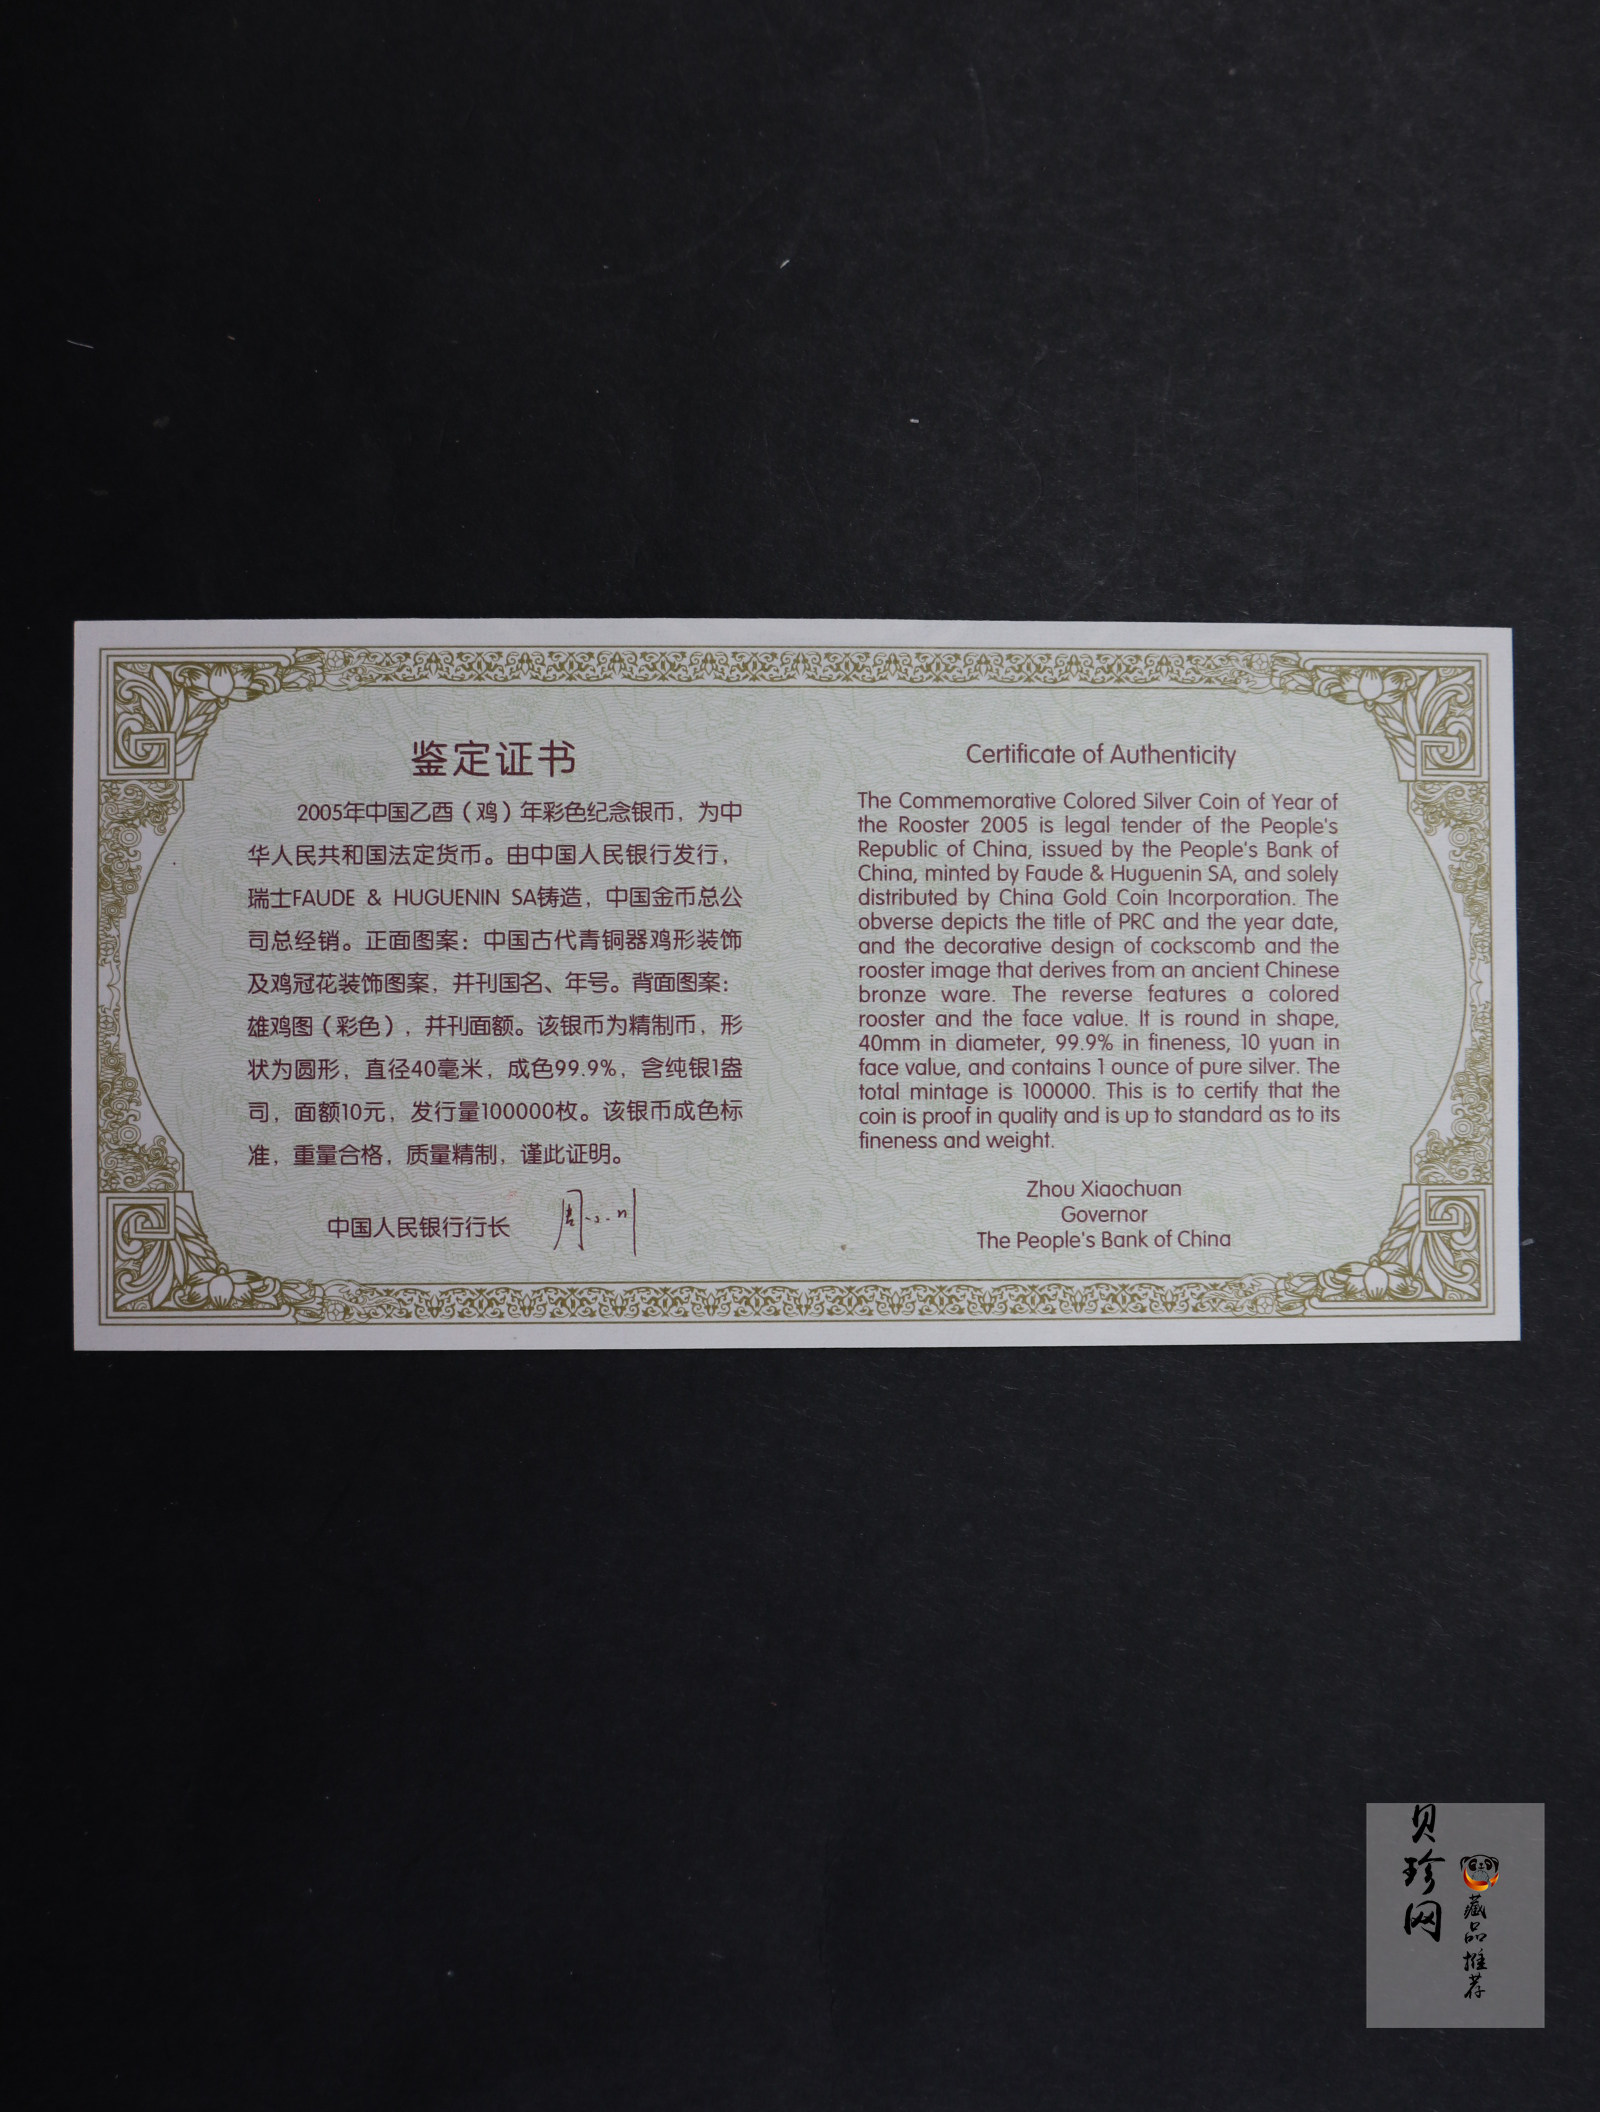 鉴定证书
2005年中国乙酉（鸡）年彩色纪念银币，为中
华人民共和国法定货币。由中国人民银行发行，
瑞士FAUDE & HUGUENIN SA铸造，中国金币总公
司总经销。正面图案：中国古代青铜器鸡形装饰
及鸡冠花装饰图案，并刊国名、年号。背面图案：
雄鸡图（彩色），并刊面额。该银币为精制币，形
状为圆形，直径40毫米，成色99.9%，含纯银1盎
司，面额10元，发行量100000枚。该银币成色标
准，重量合格，质量精制，谨此证明。
中国人民银行行长 周小川
Certificate of Authenticity
The Commemorative Colored Silver Coin of Year of
the Rooster 2005 is legal tender of the People's
Republic of China, issued by the People's Bank of
China, minted by Faude & Huguenin SA, and solely
distributed by China Gold Coin Incorporation. The
obverse depicts the title of PRC and the year date,
and the decorative design of cockscomb and the
rooster image that derives from an ancient Chinese
bronze ware. The reverse features a colored
rooster and the face value. It is round in shape,
40mm in diameter, 99.9% in fineness, 10 yuan in
face value, and contains 1 ounce of pure silver. The
total mintage is 100000. This is to certify that the
coin is proof in quality and is up to standard as to its
fineness and weight.
Zhou Xiaochuan
Governor
The People's Bank of China
贝珍网
藏品推荐